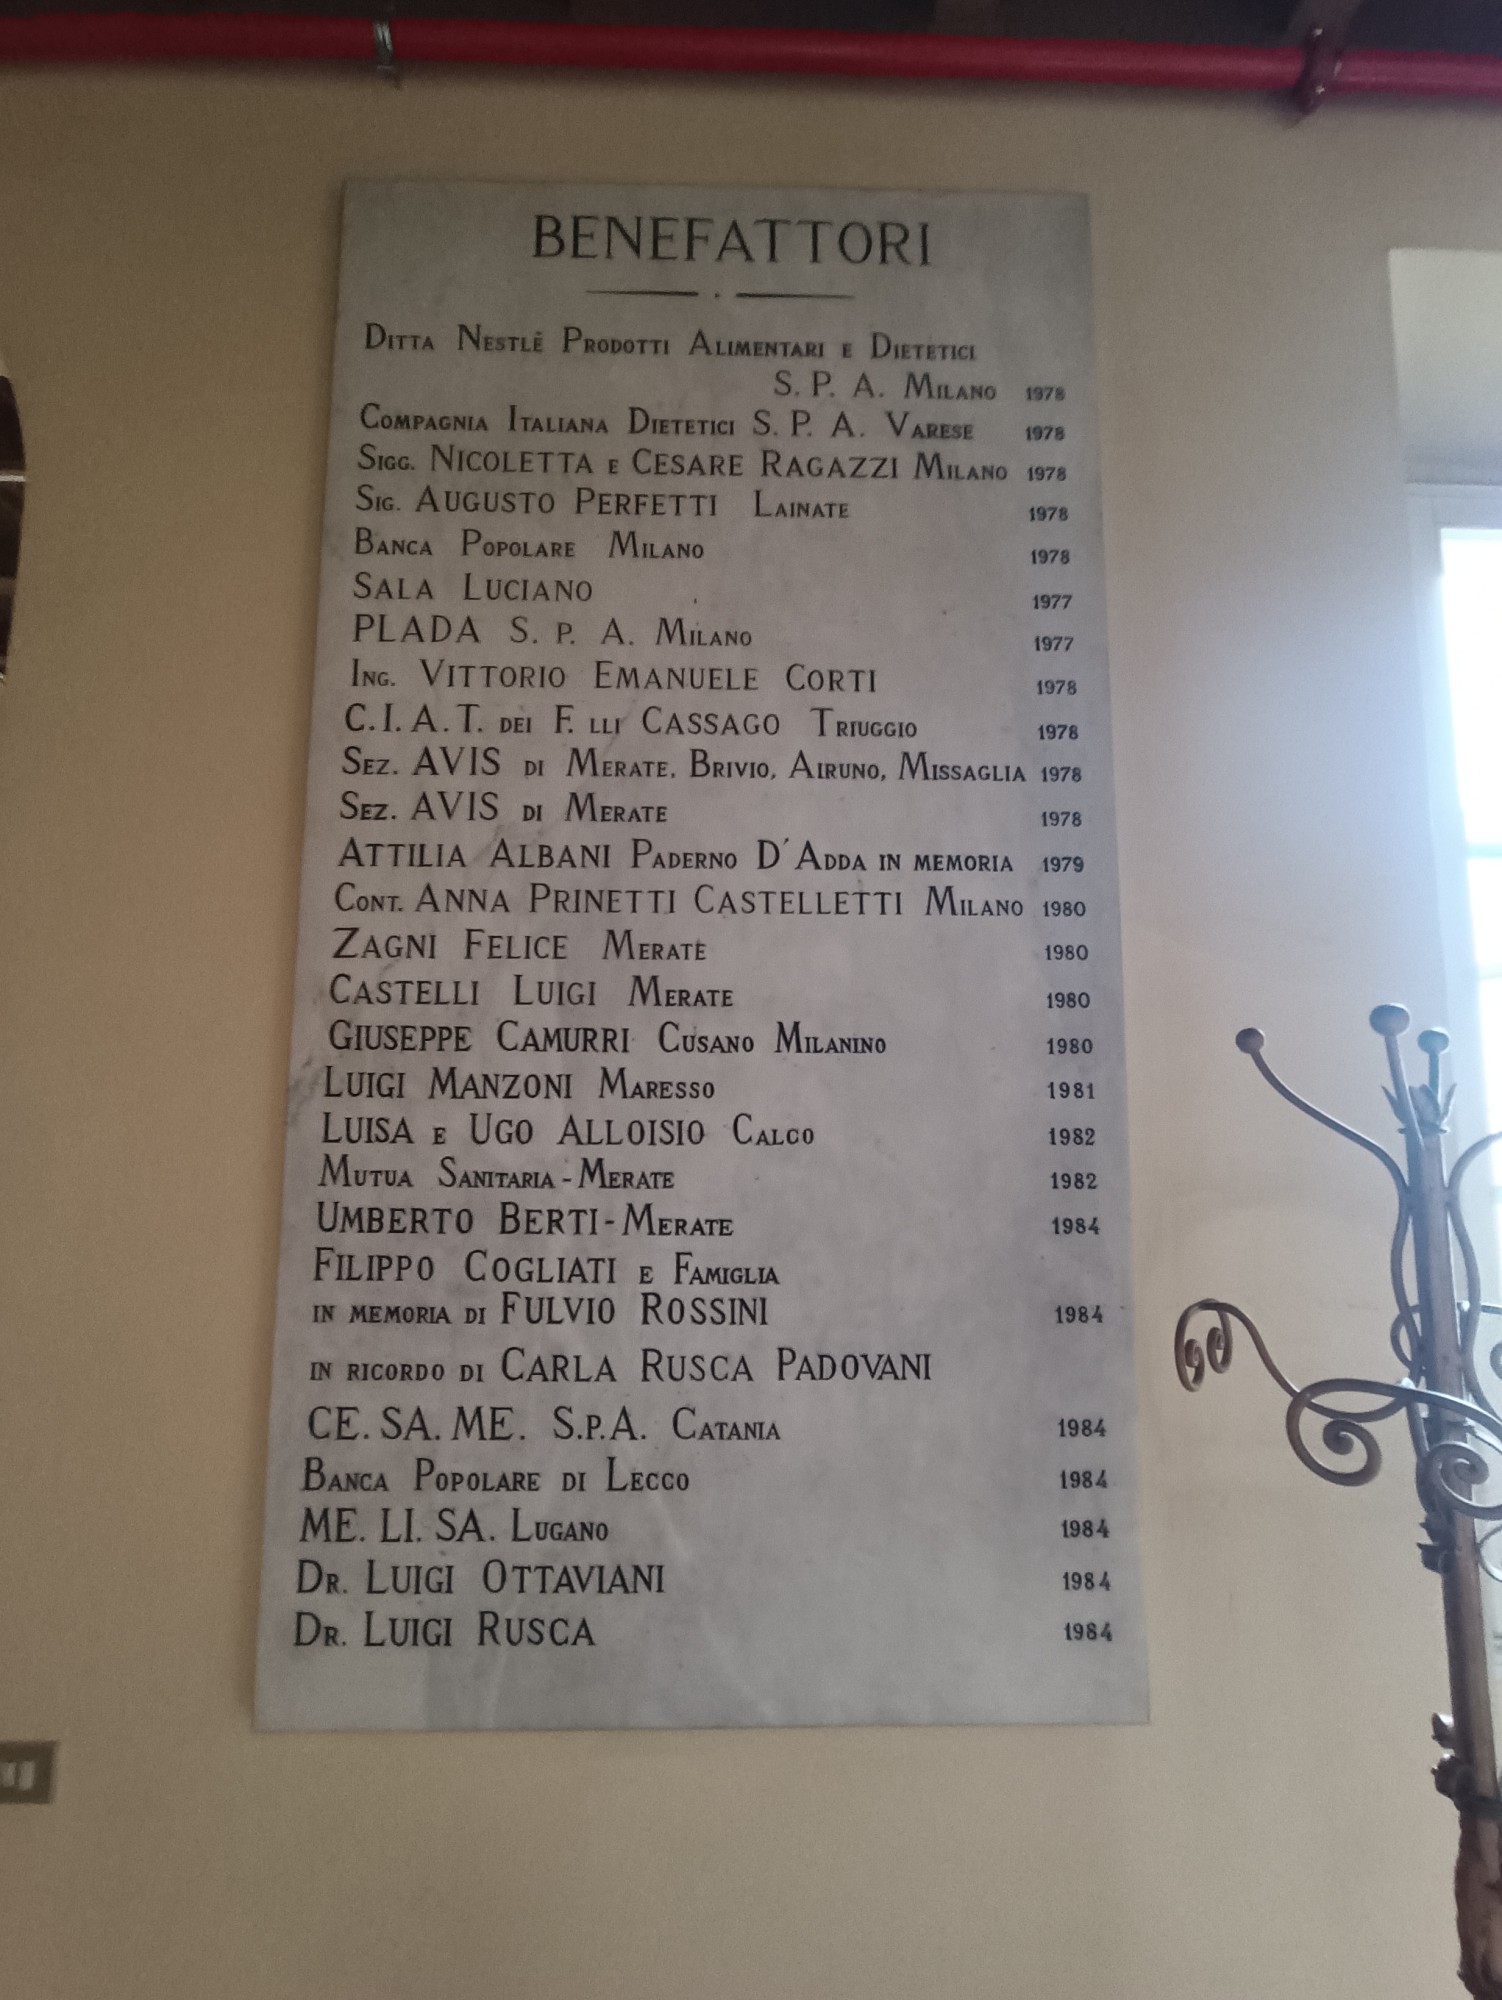 BENEFATTORI
DITTA NESTLÉ PRODOTTI ALIMENTARI E DIETETICI
S. P. A. MILANO 1978
COMPAGNIA ITALIANA DIETETICI S. P. A. VARESE 1978
SIGG. NICOLETTA E CESARE RAGAZZI MILANO 1978
SIG. AUGUSTO PERFETTI LAINATE 1978
BANCA POPOLARE MILANO 1978
SALA LUCIANO 1977
PLADA S. P. A. MILANO 1977
ING. VITTORIO EMANUELE CORTI 1978
C.I.A.T. DEI F.LLI CASSAGO TRIUGGIO 1978
SEZ. AVIS DI MERATE, BRIVIO, AIRUNO, MISSAGLIA 1978
SEZ. AVIS DI MERATE 1978
ATTILIA ALBANI PADERNO D'ADDA IN MEMORIA 1979
CONT. ANNA PRINETTI CASTELLETTI MILANO 1980
ZAGNI FELICE MERATE 1980
CASTELLI LUIGI MERATE 1980
GIUSEPPE CAMURRI CUSANO MILANINO 1980
LUIGI MANZONI MARESSO 1981
LUISA E UGO ALLOISIO CALCO 1982
MUTUA SANITARIA - MERATE 1982
UMBERTO BERTI - MERATE 1984
FILIPPO COGLIATI E FAMIGLIA
IN MEMORIA DI FULVIO ROSSINI 1984
IN RICORDO DI CARLA RUSCA PADOVANI
CE. SA. ME. S.P.A. CATANIA 1984
BANCA POPOLARE DI LECCO 1984
ME. LI. SA. LUGANO 1984
DR. LUIGI OTTAVIANI 1984
DR. LUIGI RUSCA 1984